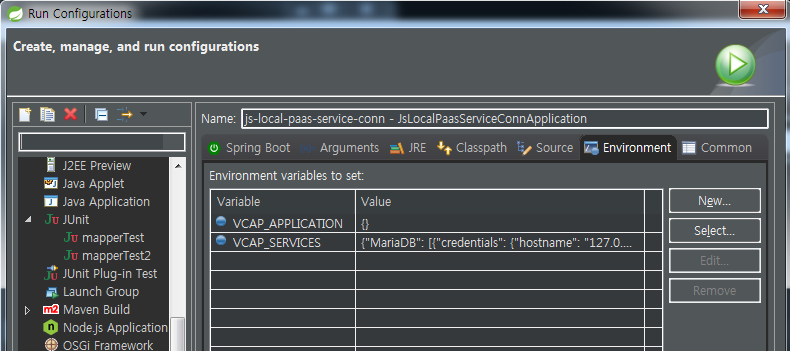 Run Configurations
Create, manage, and run configurations
Name: js-local-paas-service-conn - JsLocalPaasServiceConnApplication
Spring Boot Arguments JRE Classpath Source Environment Common
Environment variables to set:
Variable Value
VCAP_APPLICATION {}
VCAP_SERVICES {"MariaDB": [{"credentials": {"hostname": "127.0....
New...
Select...
Edit...
Remove
J2EE Preview
Java Applet
Java Application
JUnit
mapperTest
mapperTest2
JUnit Plug-in Test
Launch Group
m2 Maven Build
Node.js Application
OSGi Framework